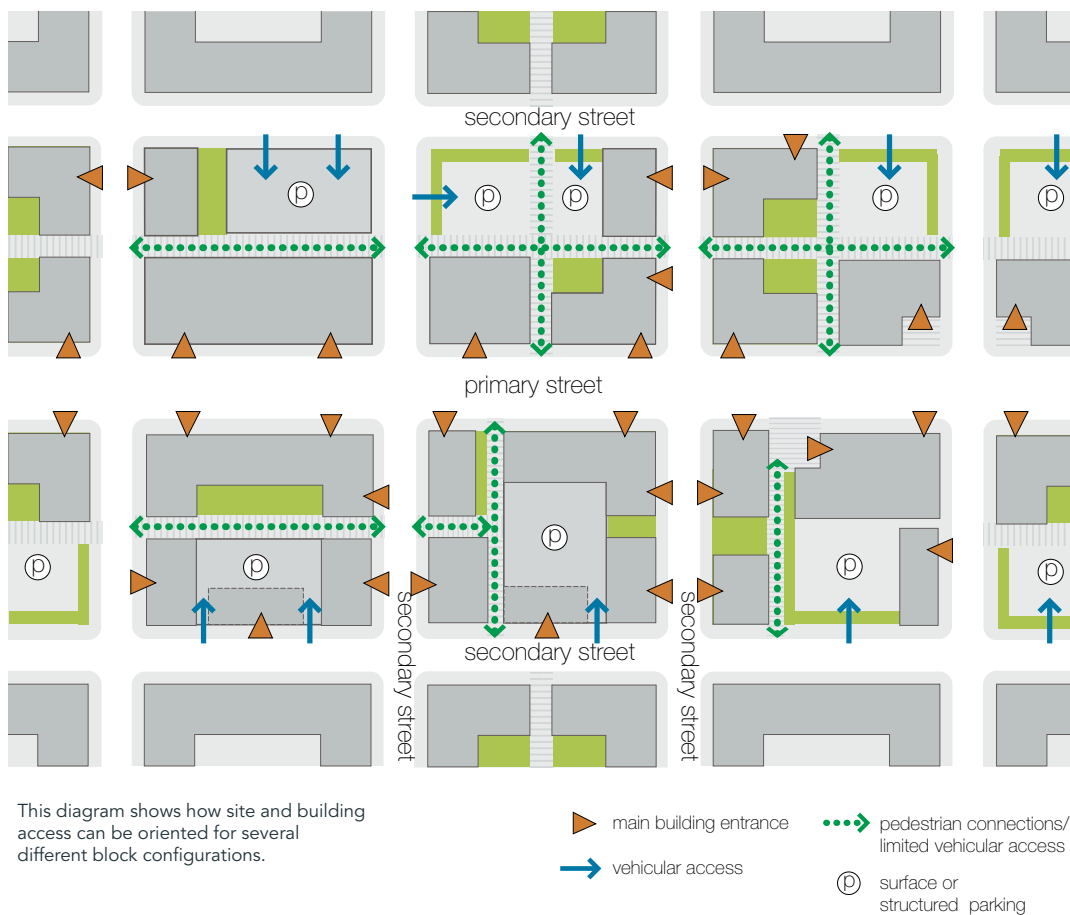 secondary street
p
p
p
p
p
primary street
p
p
p
p
p
secondary street
secondary street
secondary street
This diagram shows how site and building
access can be oriented for several
different block configurations.
main building entrance
vehicular access
pedestrian connections/
limited vehicular access
p
surface or
structured parking